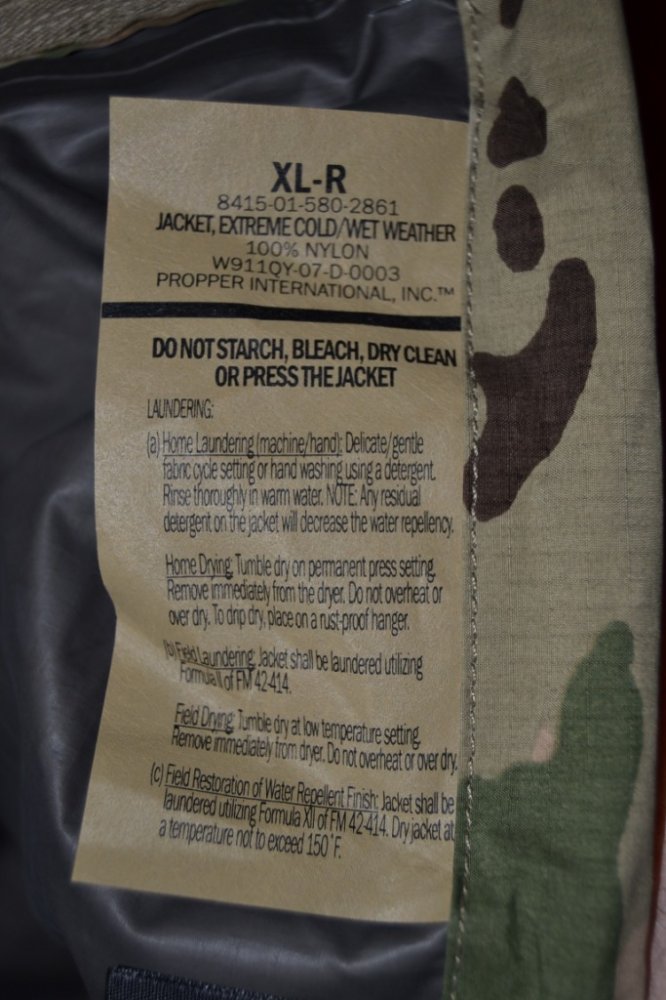 XL-R
8415-01-580-2861
JACKET, EXTREME COLD/WET WEATHER
100% NYLON
W911QY-07-D-0003
PROPPER INTERNATIONAL, INC.™
DO NOT STARCH, BLEACH, DRY CLEAN
OR PRESS THE JACKET
LAUNDERING:
(a) Home Laundering (machine/hand): Delicate/gentle
fabric cycle setting or hand washing using a detergent.
Rinse thoroughly in warm water. NOTE: Any residual
detergent on the jacket will decrease the water repellency.
Home Drying: Tumble dry on permanent press setting.
Remove immediately from the dryer. Do not overheat or
over dry. To drip dry, place on a rust-proof hanger.
(b) Field Laundering: Jacket shall be laundered utilizing
Formula II of FM 42-414.
Field Drying: Tumble dry at low temperature setting.
Remove immediately from dryer. Do not overheat or over dry.
(c) Field Restoration of Water Repellent Finish: Jacket shall be
laundered utilizing Formula XII of FM 42-414. Dry jacket at
a temperature not to exceed 150°F.